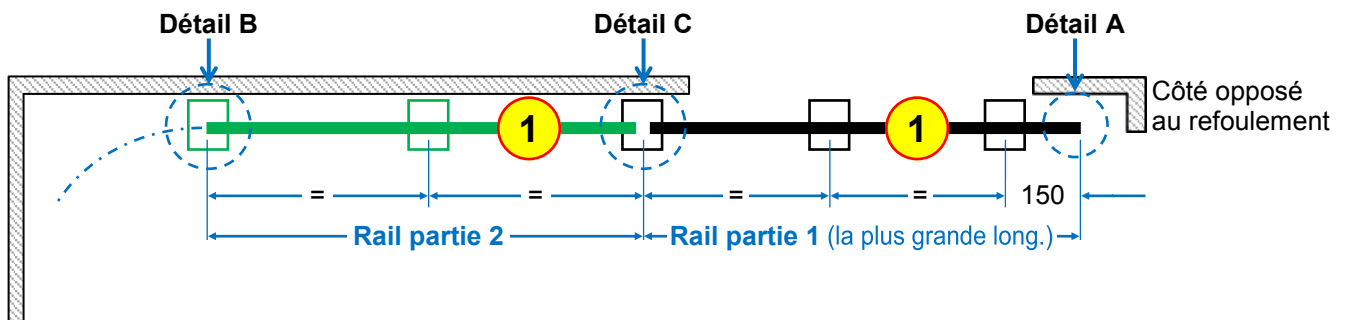 Détail B
Détail C
Détail A
Côté opposé
au refoulement
1
1
= = = = 150
Rail partie 2
Rail partie 1 (la plus grande long.)